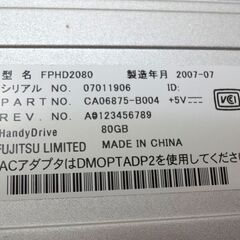 型 名 FPHD2080 製造年月 2007-07
シリアル NO. 07011906 ID:
PART NO. CA06875-B004 +5V⎓
REV. NO. A0123456789
HandyDrive 80GB
FUJITSU LIMITED MADE IN CHINA
ACアダプタはDMOPTADP2を使用してください